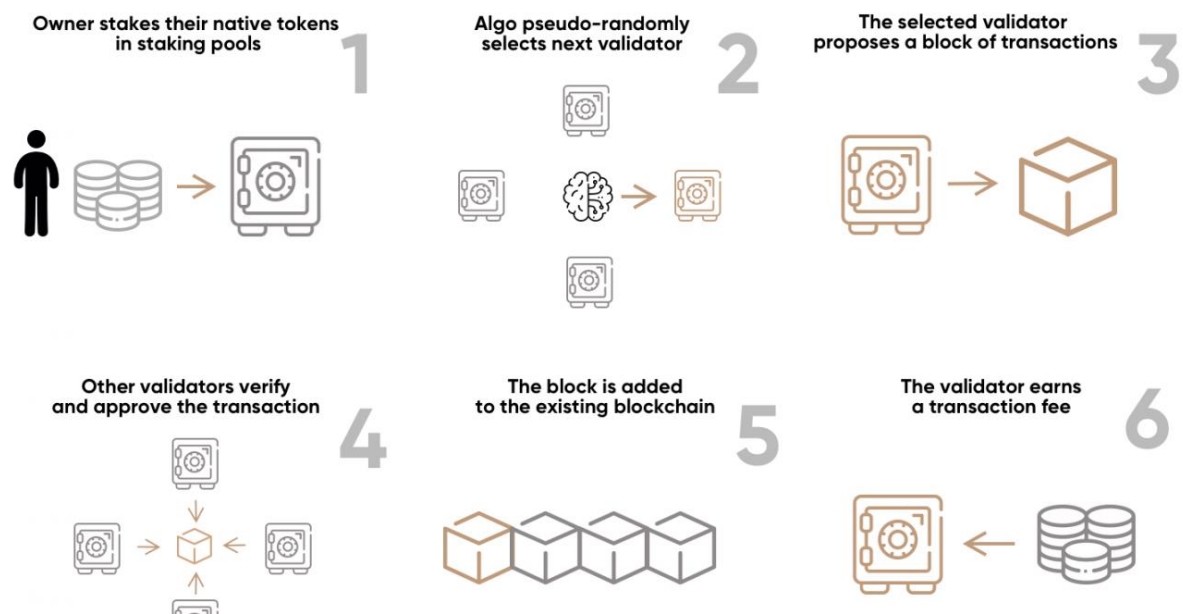 Owner stakes their native tokens
in staking pools
1
Algo pseudo-randomly
selects next validator
2
The selected validator
proposes a block of transactions
3
Other validators verify
and approve the transaction
4
The block is added
to the existing blockchain
5
The validator earns
a transaction fee
6